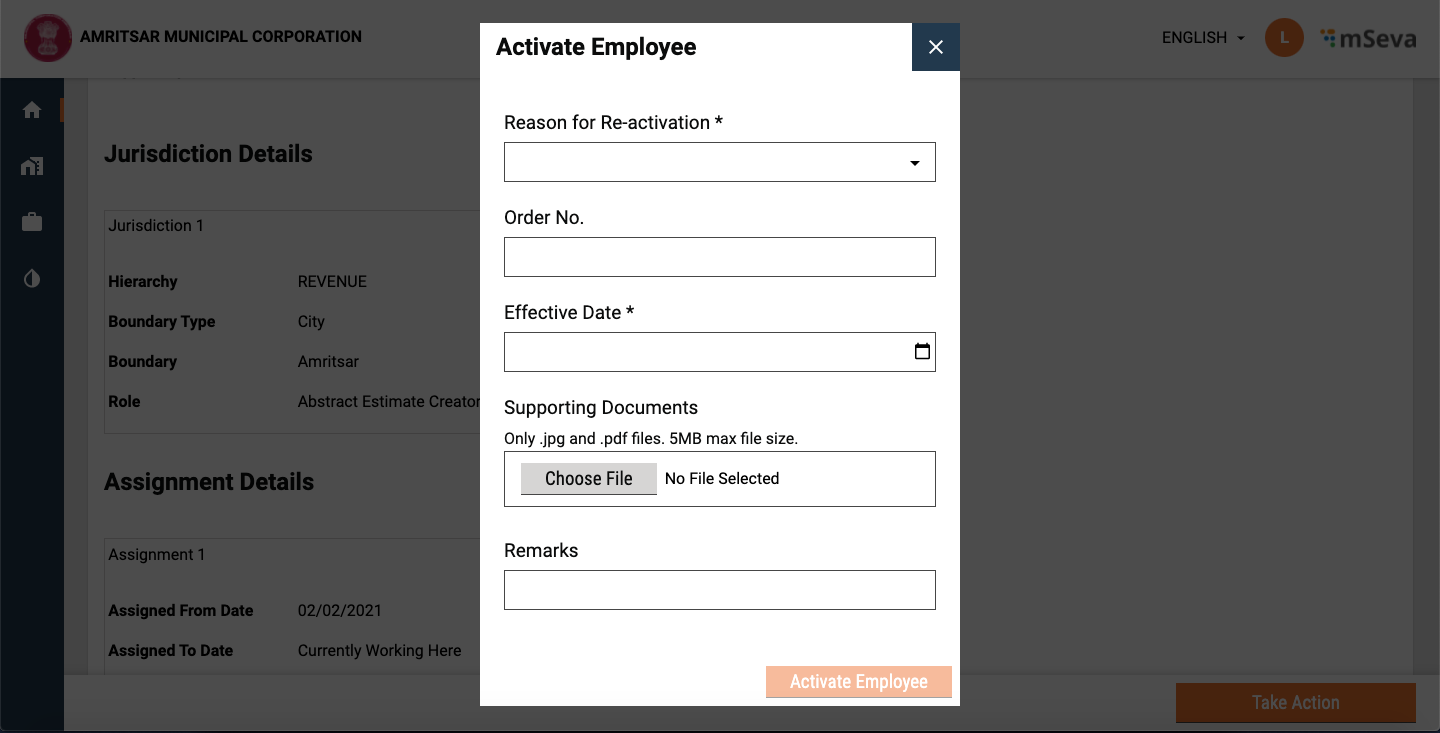 AMRITSAR MUNICIPAL CORPORATION
ENGLISH
L
mSeva
Activate Employee
Reason for Re-activation *
Order No.
Effective Date *
Supporting Documents
Only .jpg and .pdf files. 5MB max file size.
Choose File No File Selected
Remarks
Activate Employee
Jurisdiction Details
Jurisdiction 1
Hierarchy REVENUE
Boundary Type City
Boundary Amritsar
Role Abstract Estimate Creator
Assignment Details
Assignment 1
Assigned From Date 02/02/2021
Assigned To Date Currently Working Here
Take Action